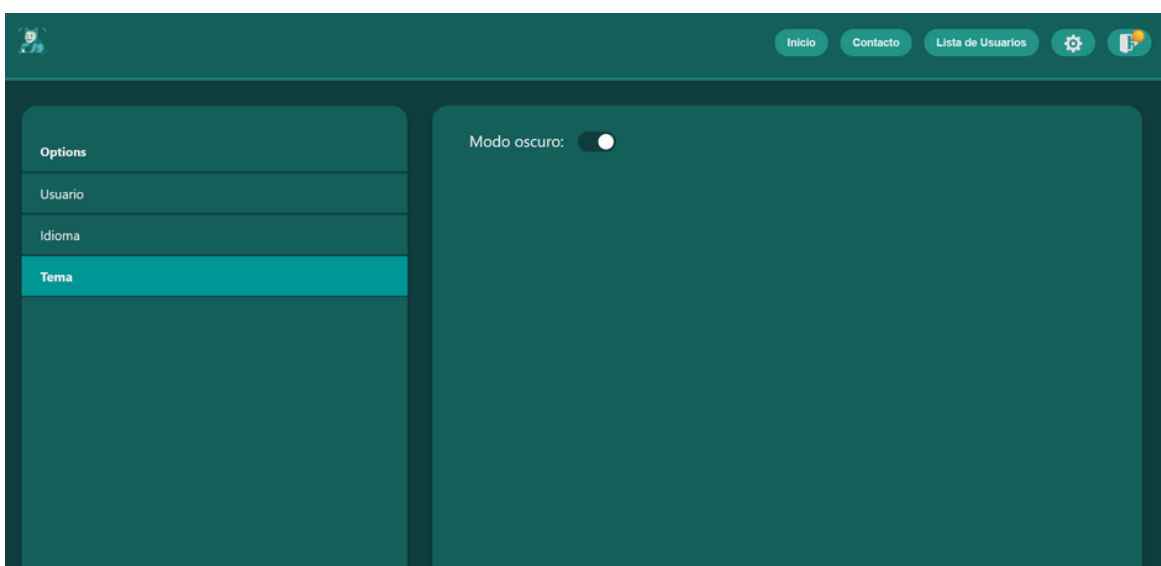 Inicio Contacto Lista de Usuarios
Options
Usuario
Idioma
Tema
Modo oscuro: